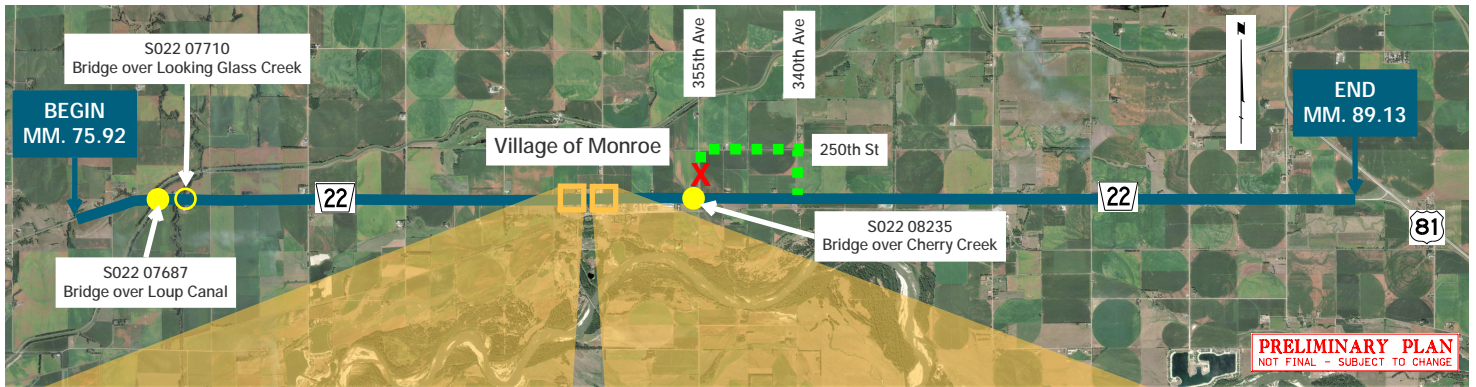 S022 07710
Bridge over Looking Glass Creek
BEGIN
MM. 75.92
355th Ave
340th Ave
N
END
MM. 89.13
Village of Monroe
250th St
X
22
22
S022 08235
Bridge over Cherry Creek
81
S022 07687
Bridge over Loup Canal
PRELIMINARY PLAN
NOT FINAL - SUBJECT TO CHANGE